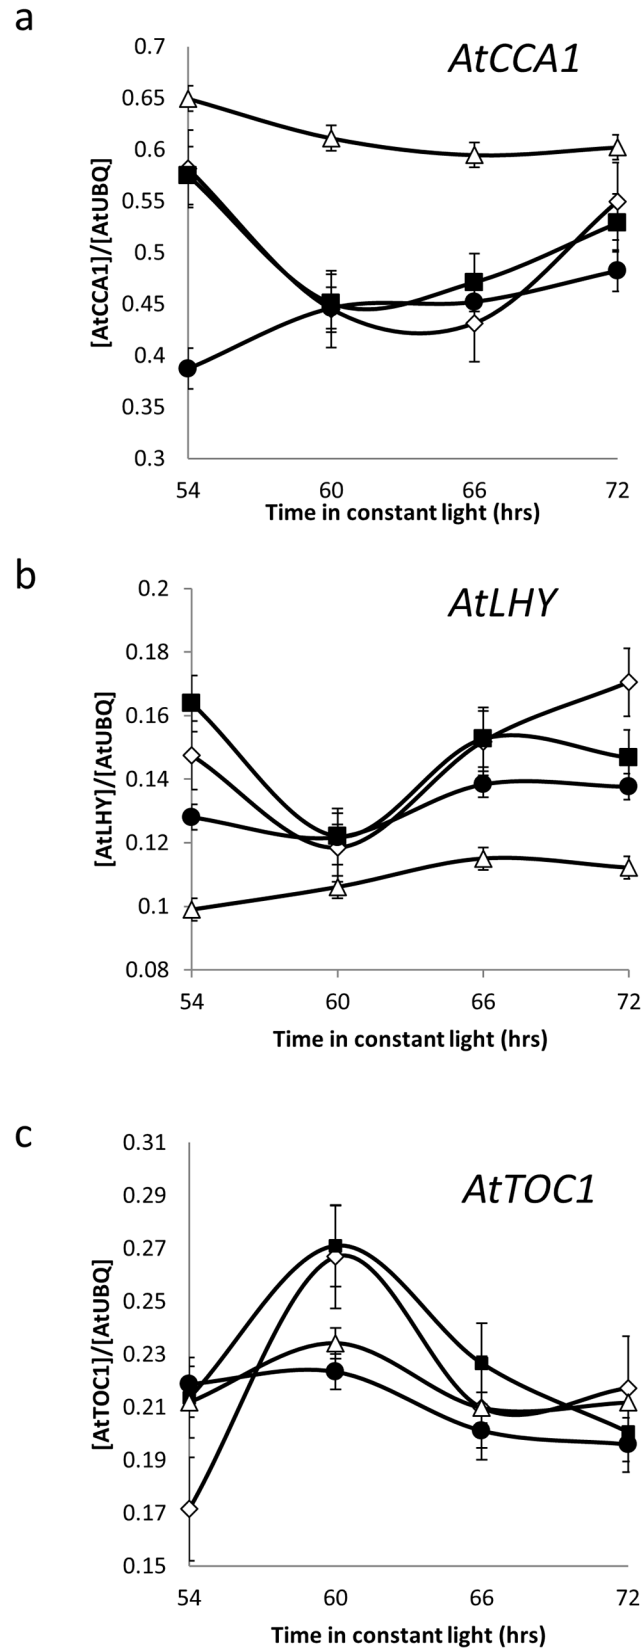 a
AtCCA1
[AtCCA1]/[AtUBQ]
0.7
0.65
0.6
0.55
0.5
0.45
0.4
0.35
0.3
54 60 66 72
Time in constant light (hrs)
b
AtLHY
[AtLHY]/[AtUBQ]
0.2
0.18
0.16
0.14
0.12
0.1
0.08
54 60 66 72
Time in constant light (hrs)
c
AtTOC1
[AtTOC1]/[AtUBQ]
0.31
0.29
0.27
0.25
0.23
0.21
0.19
0.17
0.15
54 60 66 72
Time in constant light (hrs)